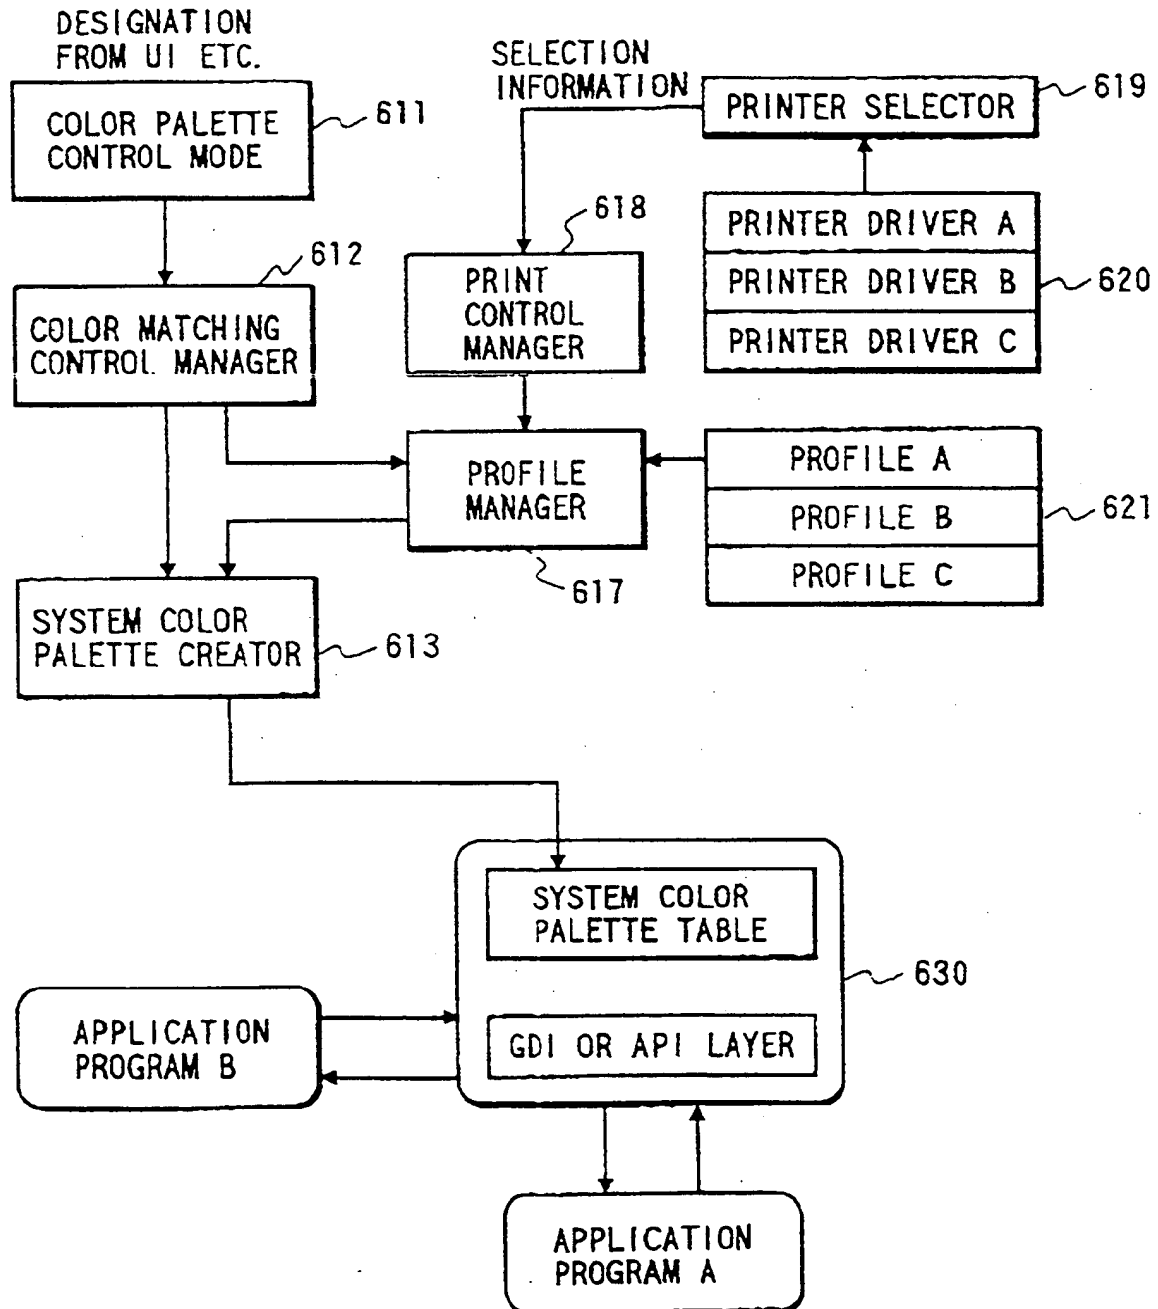 DESIGNATION
FROM UI ETC.
COLOR PALETTE
CONTROL MODE
611
SELECTION
INFORMATION
PRINTER SELECTOR
619
618
PRINTER DRIVER A
PRINTER DRIVER B
PRINTER DRIVER C
620
612
COLOR MATCHING
CONTROL MANAGER
PRINT
CONTROL
MANAGER
PROFILE
MANAGER
617
PROFILE A
PROFILE B
PROFILE C
621
SYSTEM COLOR
PALETTE CREATOR
613
SYSTEM COLOR
PALETTE TABLE
630
GDI OR API LAYER
APPLICATION
PROGRAM B
APPLICATION
PROGRAM A